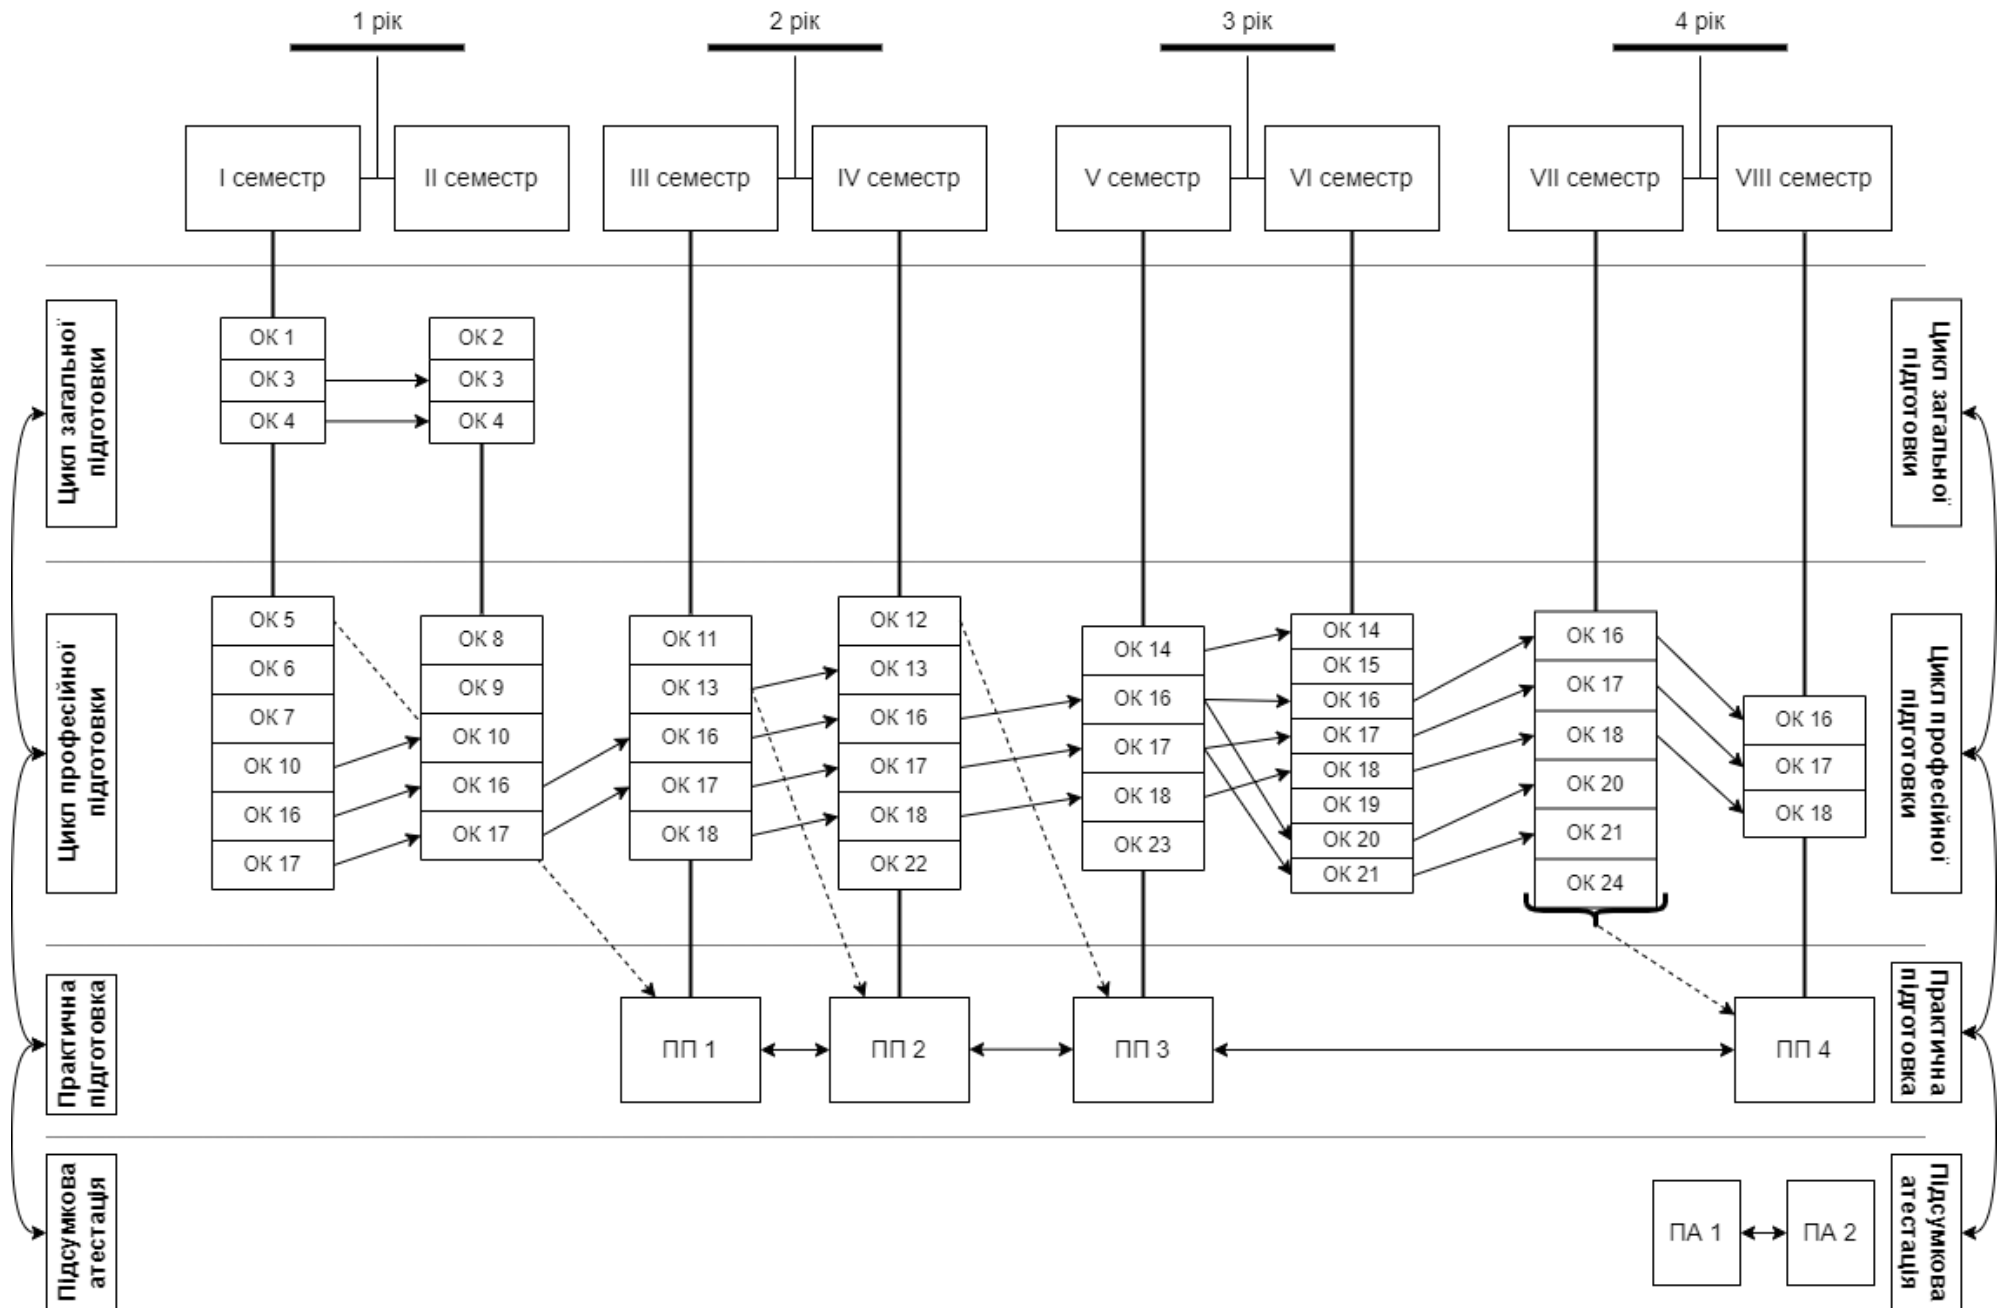 1 рік
2 рік
3 рік
4 рік
I семестр
II семестр
III семестр
IV семестр
V семестр
VI семестр
VII семестр
VIII семестр
Цикл загальної
підготовки
ОК 1
ОК 3
ОК 4
ОК 2
ОК 3
ОК 4
Цикл загальної
підготовки
Цикл професійної
підготовки
ОК 5
ОК 6
ОК 7
ОК 10
ОК 16
ОК 17
ОК 8
ОК 9
ОК 10
ОК 16
ОК 17
ОК 11
ОК 13
ОК 16
ОК 17
ОК 18
ОК 12
ОК 13
ОК 16
ОК 17
ОК 18
ОК 22
ОК 14
ОК 16
ОК 17
ОК 18
ОК 23
ОК 14
ОК 15
ОК 16
ОК 17
ОК 18
ОК 19
ОК 20
ОК 21
ОК 16
ОК 17
ОК 18
ОК 20
ОК 21
ОК 24
ОК 16
ОК 17
ОК 18
Цикл професійної
підготовки
Практична
підготовка
ПП 1
ПП 2
ПП 3
ПП 4
Практична
підготовка
Підсумкова
атестація
ПА 1
ПА 2
Підсумкова
атестація